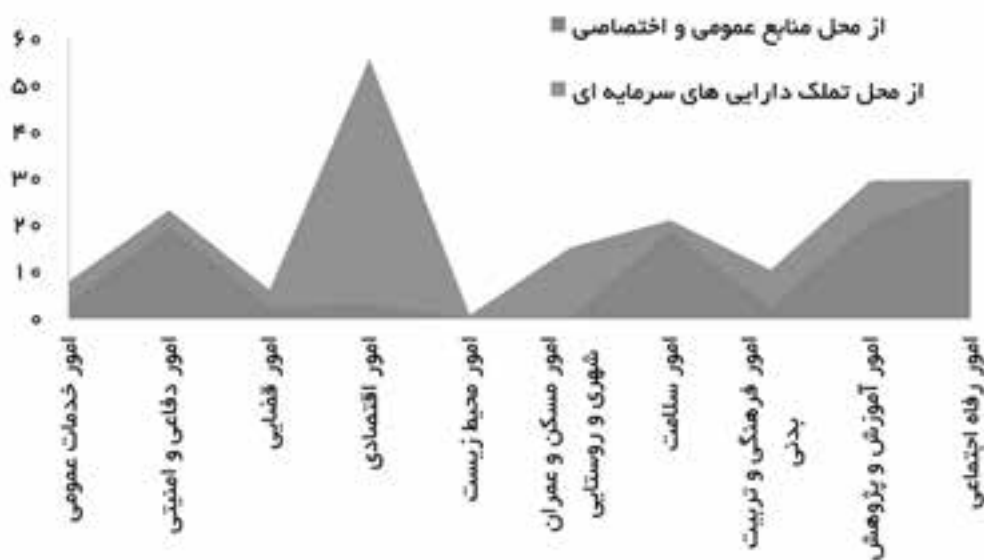 از محل منابع عمومی و اختصاصی
از محل تملک دارایی های سرمایه ای
۶۰
۵۰
۴۰
۳۰
۲۰
۱۰
۰
امور خدمات عمومی
امور دفاعی و امنیتی
امور قضایی
امور اقتصادی
امور محیط زیست
امور مسکن و عمران
شهری و روستایی
امور سلامت
امور فرهنگی و تربیت
بدنی
امور آموزش و پژوهش
امور رفاه اجتماعی